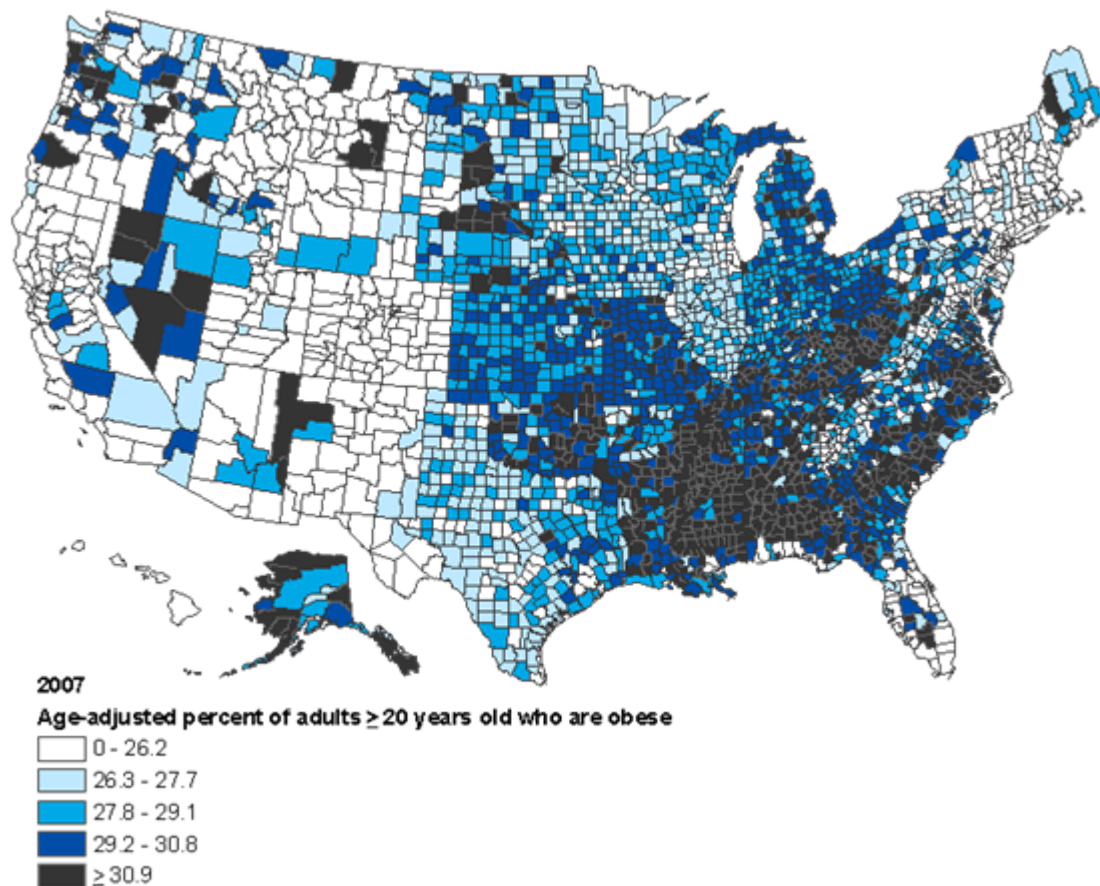 2007
Age-adjusted percent of adults ≥ 20 years old who are obese
0 - 26.2
26.3 - 27.7
27.8 - 29.1
29.2 - 30.8
≥ 30.9